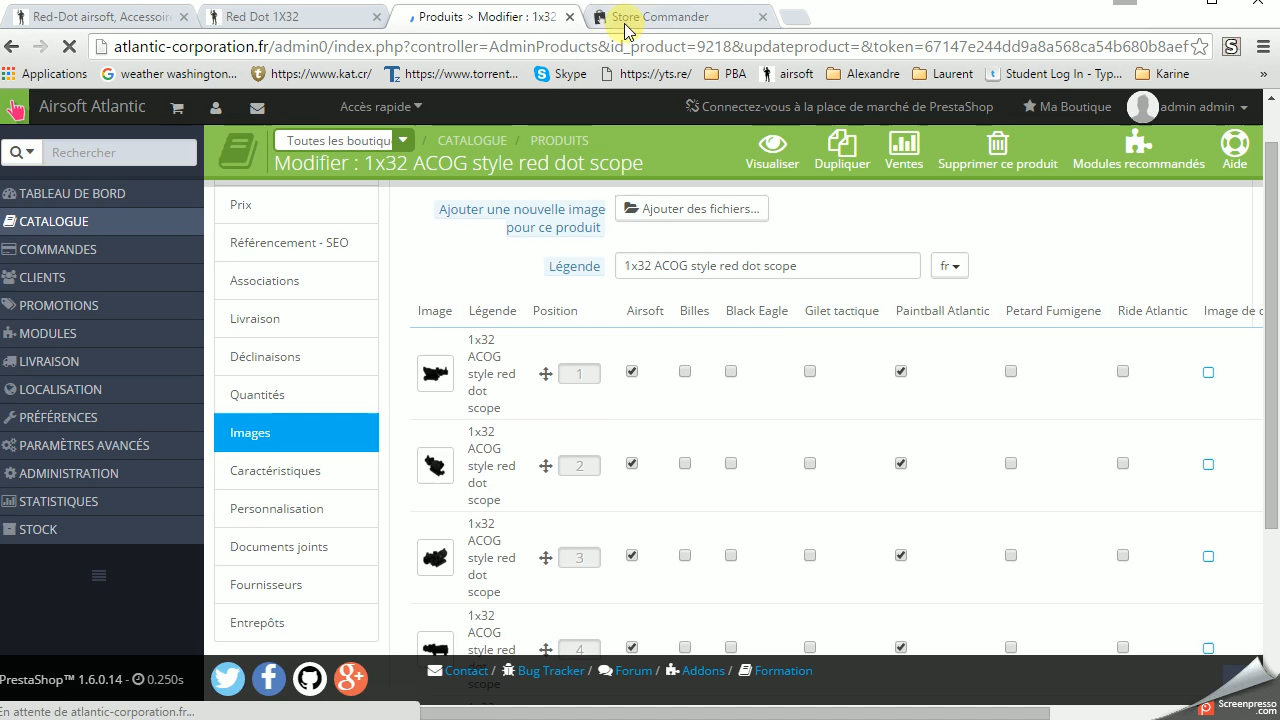 Red-Dot airsoft, Accessoir
Red Dot 1X32
Produits > Modifier : 1x32
Store Commander
atlantic-corporation.fr/admin0/index.php?controller=AdminProducts&id_product=9218&updateproduct=&token=67147e244dd9a8a568ca54b680b8aef
Applications
weather washington...
https://www.kat.cr/
https://www.torrent...
Skype
https://yts.re/
PBA
airsoft
Alexandre
Laurent
Student Log In - Typ...
Karine
»
Airsoft Atlantic
Accès rapide
Connectez-vous à la place de marché de PrestaShop
Ma Boutique
admin admin
Rechercher
Toutes les boutiqu
/ CATALOGUE / PRODUITS
Modifier : 1x32 ACOG style red dot scope
Visualiser
Dupliquer
Ventes
Supprimer ce produit
Modules recommandés
Aide
TABLEAU DE BORD
CATALOGUE
COMMANDES
CLIENTS
PROMOTIONS
MODULES
LIVRAISON
LOCALISATION
PRÉFÉRENCES
PARAMÈTRES AVANCÉS
ADMINISTRATION
STATISTIQUES
STOCK
Prix
Référencement - SEO
Associations
Livraison
Déclinaisons
Quantités
Images
Caractéristiques
Personnalisation
Documents joints
Fournisseurs
Entrepôts
Ajouter une nouvelle image
pour ce produit
Ajouter des fichiers...
Légende
1x32 ACOG style red dot scope
fr
Image
Légende
Position
Airsoft
Billes
Black Eagle
Gilet tactique
Paintball Atlantic
Petard Fumigene
Ride Atlantic
Image de c
1x32
ACOG
style red
dot
scope
1
1x32
ACOG
style red
dot
scope
2
1x32
ACOG
style red
dot
scope
3
1x32
ACOG
style red
dot
scope
4
PrestaShop™ 1.6.0.14 - 0.250s
Contact / Bug Tracker / Forum / Addons / Formation
En attente de atlantic-corporation.fr...
Screenpresso
.com